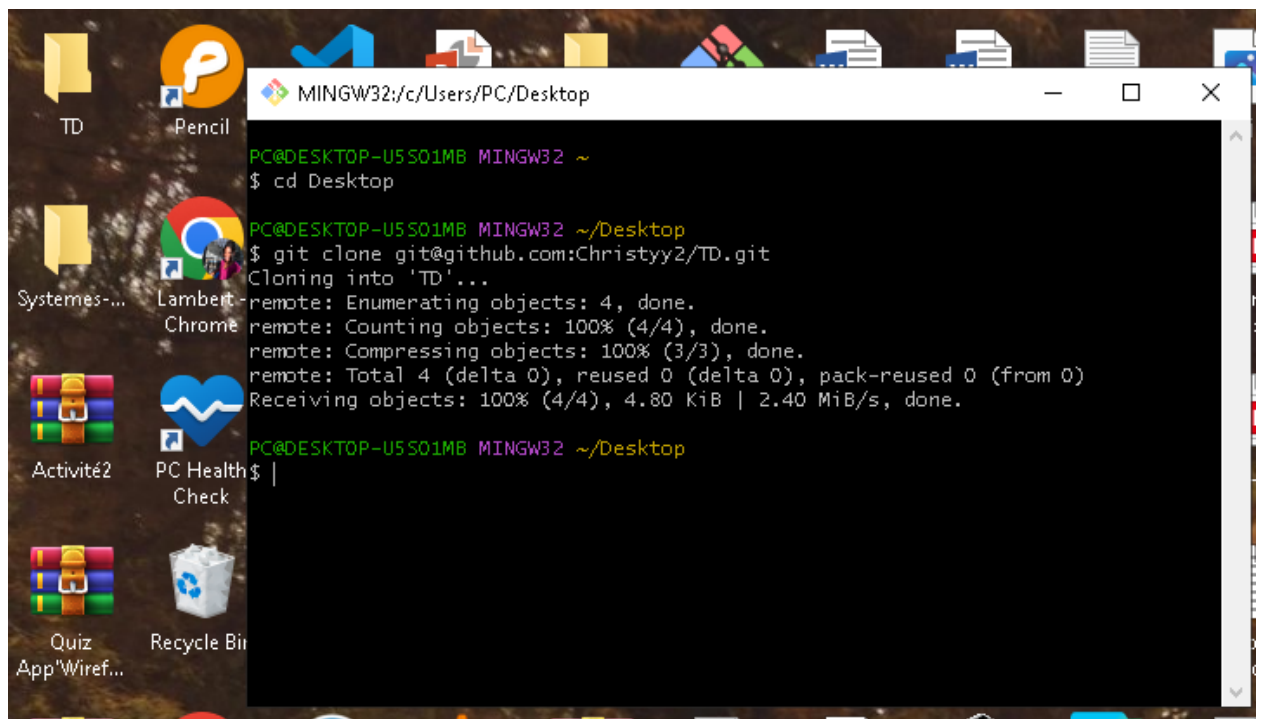 TD
Pencil
Systemes-...
Lambert -
Chrome
Activité2
PC Health
Check
Quiz
App'Wiref...
Recycle Bin
MINGW32:/c/Users/PC/Desktop
PC@DESKTOP-U5SO1MB MINGW32 ~
$ cd Desktop
PC@DESKTOP-U5SO1MB MINGW32 ~/Desktop
$ git clone git@github.com:Christyy2/TD.git
Cloning into 'TD'...
remote: Enumerating objects: 4, done.
remote: Counting objects: 100% (4/4), done.
remote: Compressing objects: 100% (3/3), done.
remote: Total 4 (delta 0), reused 0 (delta 0), pack-reused 0 (from 0)
Receiving objects: 100% (4/4), 4.80 KiB | 2.40 MiB/s, done.
PC@DESKTOP-U5SO1MB MINGW32 ~/Desktop
$